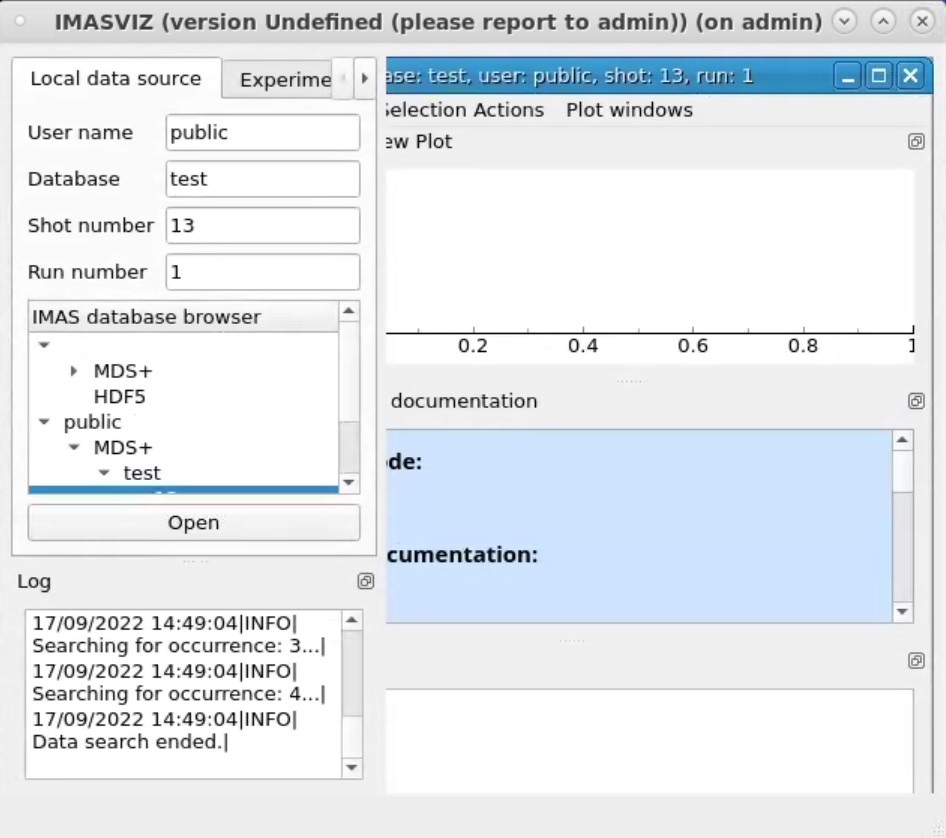 IMASVIZ (version Undefined (please report to admin)) (on admin)
Local data source
Experime
User name public
Database test
Shot number 13
Run number 1
IMAS database browser
MDS+
HDF5
public
MDS+
test
Open
Log
17/09/2022 14:49:04|INFO|
Searching for occurrence: 3...|
17/09/2022 14:49:04|INFO|
Searching for occurrence: 4...|
17/09/2022 14:49:04|INFO|
Data search ended.|
ase: test, user: public, shot: 13, run: 1
Selection Actions Plot windows
ew Plot
0.2 0.4 0.6 0.8 1
documentation
de:
cumentation: